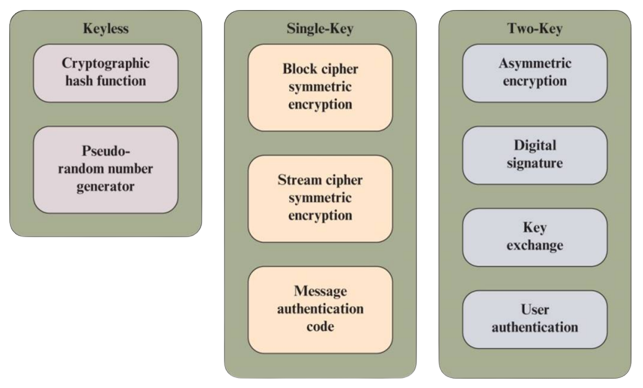 Keyless
Cryptographic
hash function
Pseudo-
random number
generator
Single-Key
Block cipher
symmetric
encryption
Stream cipher
symmetric
encryption
Message
authentication
code
Two-Key
Asymmetric
encryption
Digital
signature
Key
exchange
User
authentication